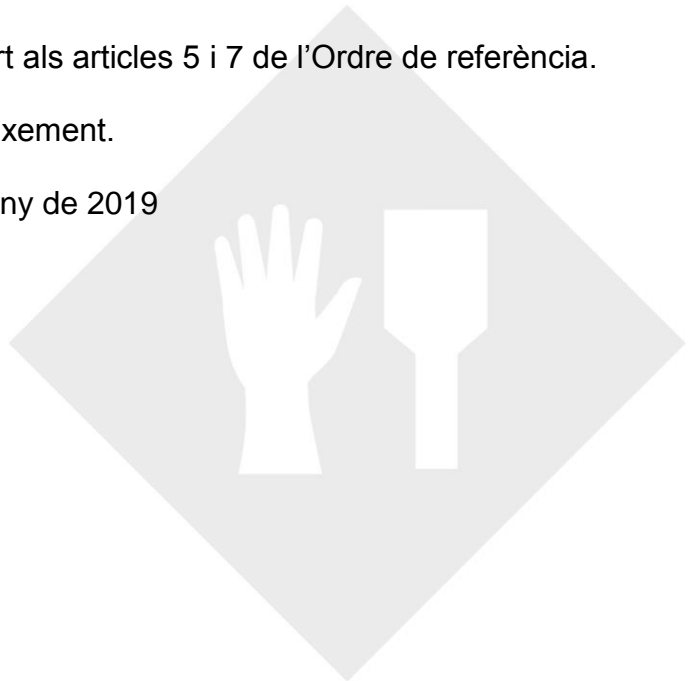 rt als articles 5 i 7 de l’Ordre de referència.
xement.
ny de 2019